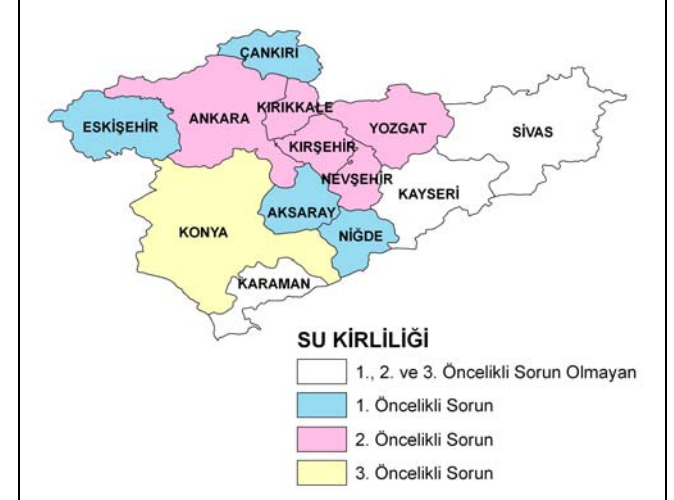 ÇANKIRI
ANKARA
KIRIKKALE
ESKİŞEHİR
YOZGAT
SİVAS
KIRŞEHİR
NEVŞEHİR
KAYSERİ
AKSARAY
KONYA
NİĞDE
KARAMAN
SU KİRLİLİĞİ
1., 2. ve 3. Öncelikli Sorun Olmayan
1. Öncelikli Sorun
2. Öncelikli Sorun
3. Öncelikli Sorun